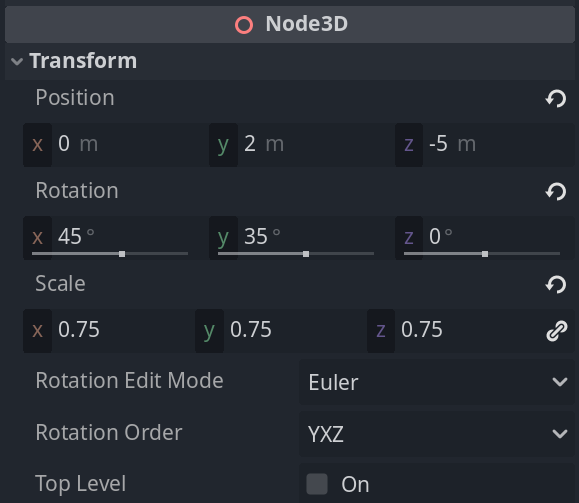 Node3D
Transform
Position
x 0 m y 2 m z -5 m
Rotation
x 45 ° y 35 ° z 0 °
Scale
x 0.75 y 0.75 z 0.75
Rotation Edit Mode Euler
Rotation Order YXZ
Top Level On